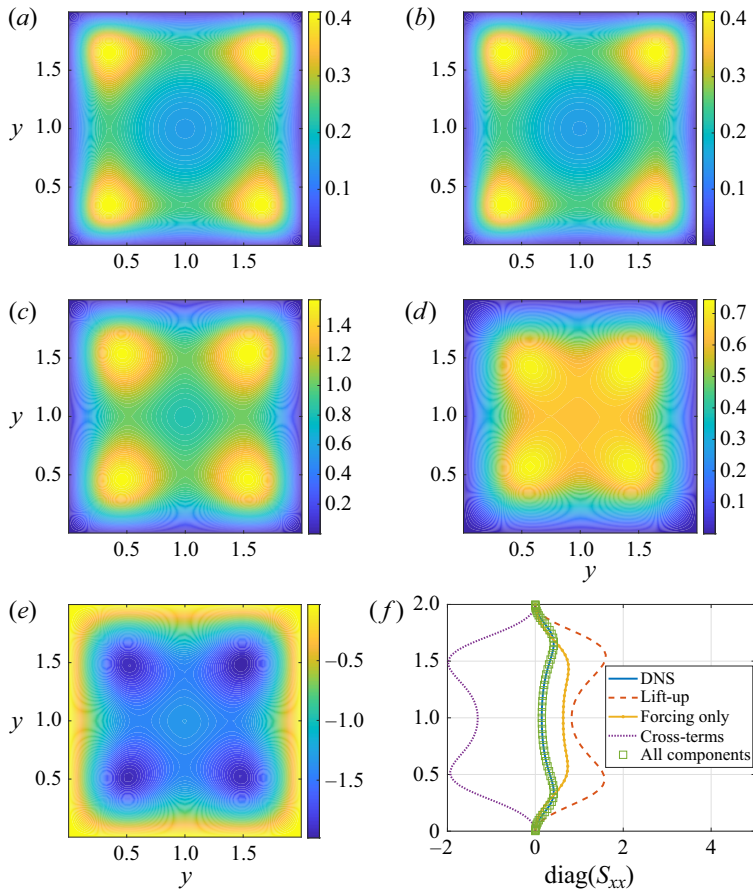 (a)
(b)
y
1.5
1.0
0.5
0.5 1.0 1.5
0.4
0.3
0.2
0.1
1.5
1.0
0.5
0.5 1.0 1.5
0.4
0.3
0.2
0.1
(c)
(d)
y
1.5
1.0
0.5
0.5 1.0 1.5
1.4
1.2
1.0
0.8
0.6
0.4
0.2
1.5
1.0
0.5
0.5 1.0 1.5
y
0.7
0.6
0.5
0.4
0.3
0.2
0.1
(e)
(f)
y
1.5
1.0
0.5
0.5 1.0 1.5
y
−0.5
−1.0
−1.5
2.0
1.5
1.0
0.5
0
−2 0 2 4
diag(Sxx)
DNS
Lift-up
Forcing only
Cross-terms
All components